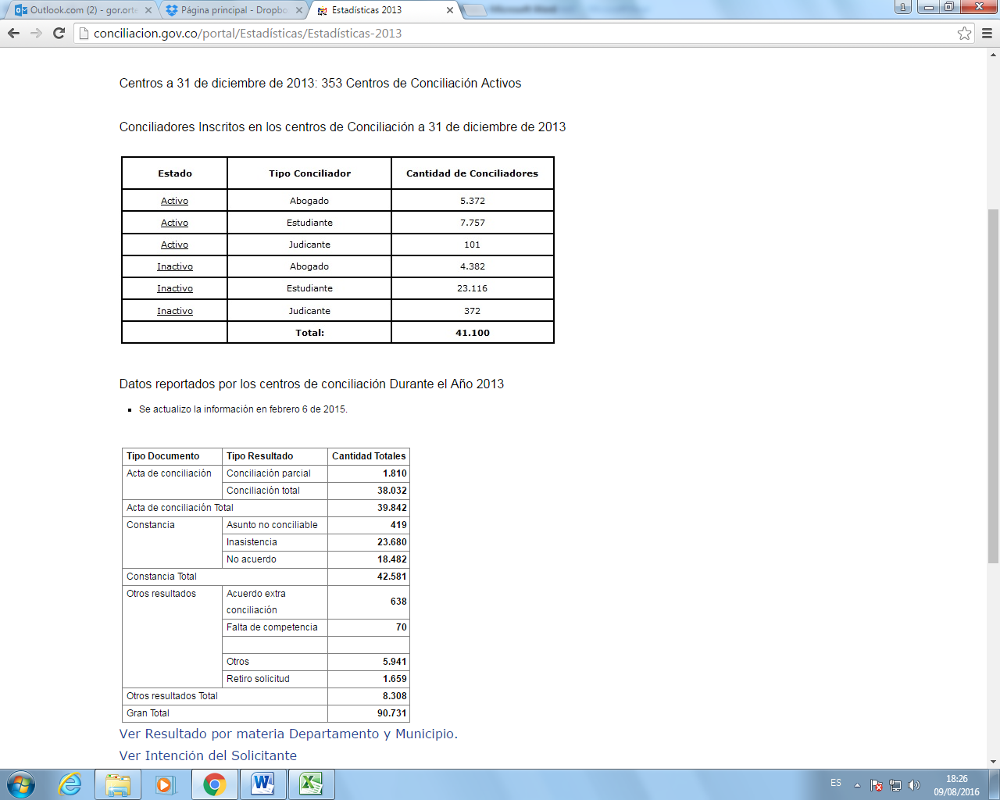 Outlook.com (2) - gor.orte
Página principal - Dropbo
Estadísticas 2013
conciliacion.gov.co/portal/Estadísticas/Estadísticas-2013
Centros a 31 de diciembre de 2013: 353 Centros de Conciliación Activos
Conciliadores Inscritos en los centros de Conciliación a 31 de diciembre de 2013
Estado Tipo Conciliador Cantidad de Conciliadores
Activo Abogado 5.372
Activo Estudiante 7.757
Activo Judicante 101
Inactivo Abogado 4.382
Inactivo Estudiante 23.116
Inactivo Judicante 372
Total: 41.100
Datos reportados por los centros de conciliación Durante el Año 2013
Se actualizo la información en febrero 6 de 2015.
Tipo Documento Tipo Resultado Cantidad Totales
Acta de conciliación Conciliación parcial 1.810
Conciliación total 38.032
Acta de conciliación Total 39.842
Constancia Asunto no conciliable 419
Inasistencia 23.680
No acuerdo 18.482
Constancia Total 42.581
Otros resultados Acuerdo extra
conciliación 638
Falta de competencia 70
Otros 5.941
Retiro solicitud 1.659
Otros resultados Total 8.308
Gran Total 90.731
Ver Resultado por materia Departamento y Municipio.
Ver Intención del Solicitante
ES
18:26
09/08/2016